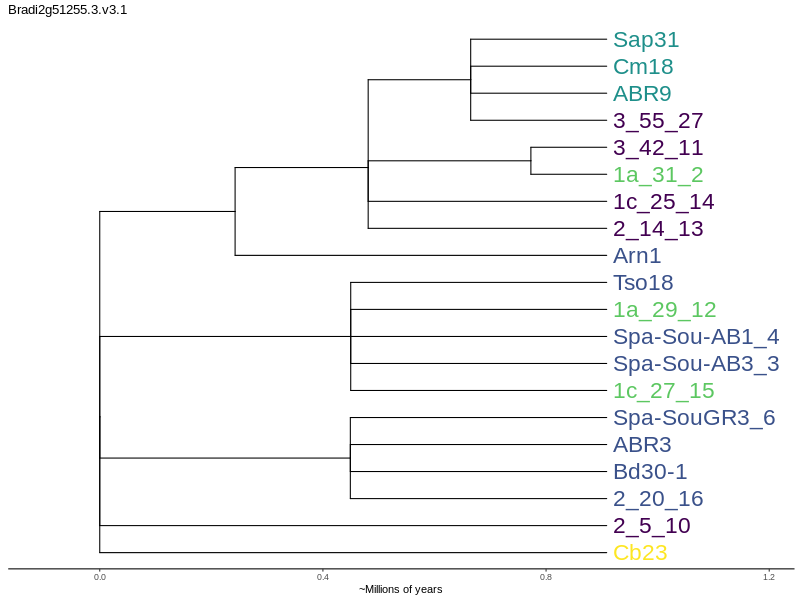 Bradi2g51255.3.v3.1
Sap31
Cm18
ABR9
3_55_27
3_42_11
1a_31_2
1c_25_14
2_14_13
Arn1
Tso18
1a_29_12
Spa-Sou-AB1_4
Spa-Sou-AB3_3
1c_27_15
Spa-SouGR3_6
ABR3
Bd30-1
2_20_16
2_5_10
Cb23
0.0 0.4 0.8 1.2
~Millions of years